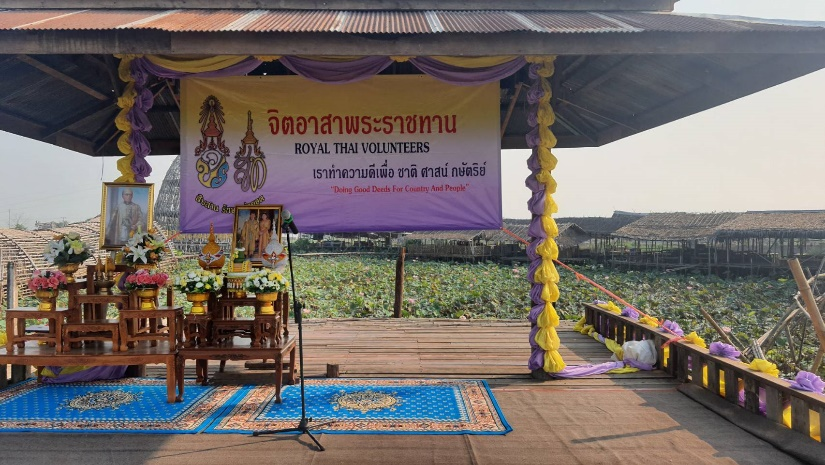 จิตอาสาพระราชทาน
ROYAL THAI VOLUNTEERS
เราทำความดีเพื่อ ชาติ ศาสน์ กษัตริย์
"Doing Good Deeds For Country And People"